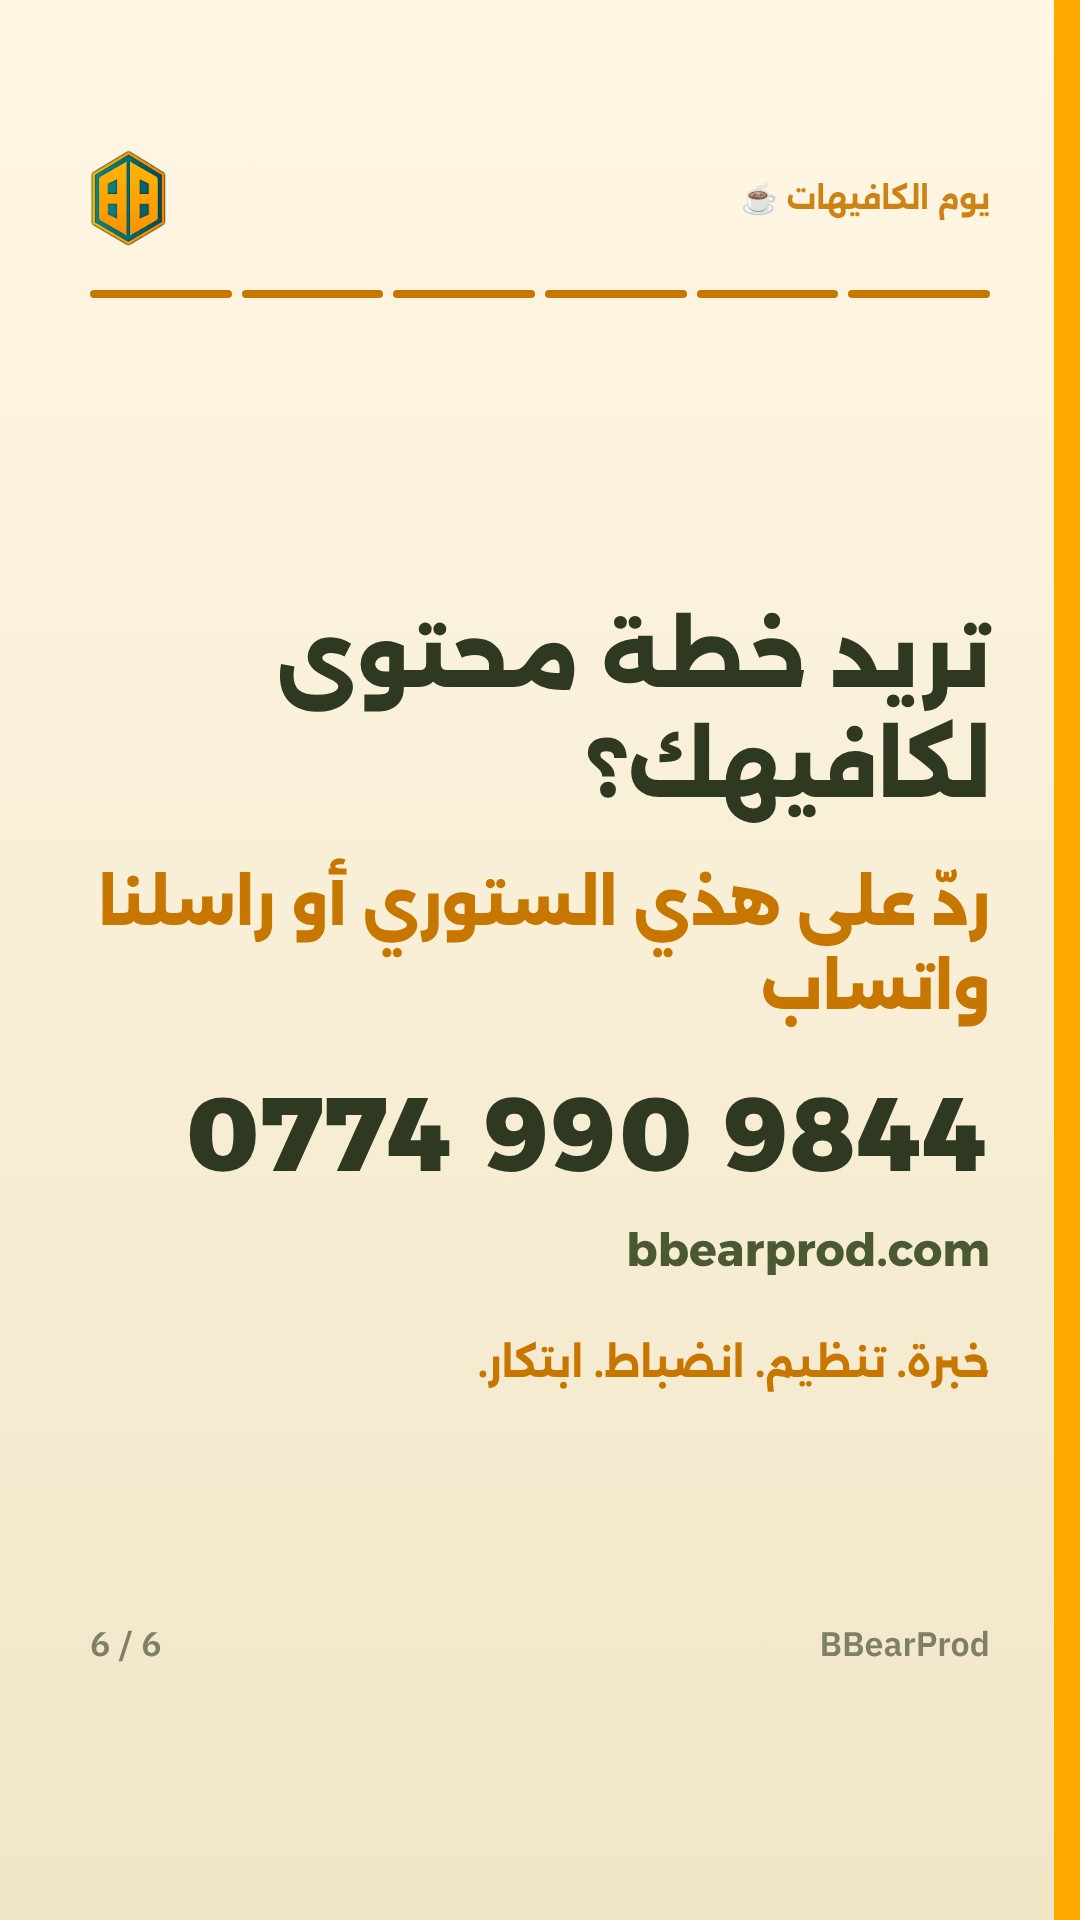 يوم الكافيهات ☕
تريد خطة محتوى
لكافيهك؟
ردّ على هذي الستوري أو راسلنا
واتساب
0774 990 9844
bbearprod.com
خبرة. تنظيم. انضباط. ابتكار.
BBearProd
6 / 6